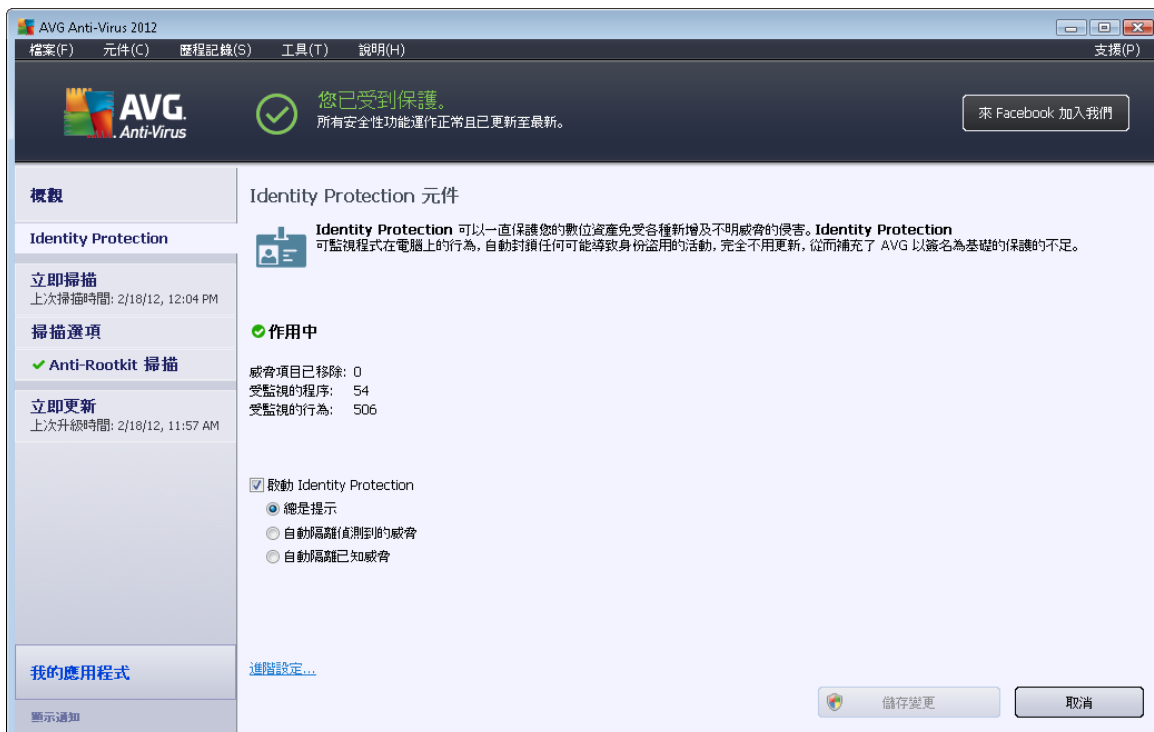 AVG Anti-Virus 2012
檔案(F) 元件(C) 歷程記錄(S) 工具(T) 說明(H) 支援(P)
AVG.
Anti-Virus
您已受到保護。
所有安全性功能運作正常且已更新至最新。
來 Facebook 加入我們
概觀
Identity Protection
立即掃描
上次掃描時間: 2/18/12, 12:04 PM
掃描選項
Anti-Rootkit 掃描
立即更新
上次升級時間: 2/18/12, 11:57 AM
我的應用程式
顯示通知
Identity Protection 元件
Identity Protection 可以一直保護您的數位資產免受各種新增及不明威脅的侵害。Identity Protection
可監視程式在電腦上的行為, 自動封鎖任何可能導致身份盜用的活動, 完全不用更新, 從而補充了 AVG 以簽名為基礎的保護的不足。
作用中
威脅項目已移除: 0
受監視的程序: 54
受監視的行為: 506
啟動 Identity Protection
總是提示
自動隔離偵測到的威脅
自動隔離已知威脅
進階設定...
儲存變更
取消